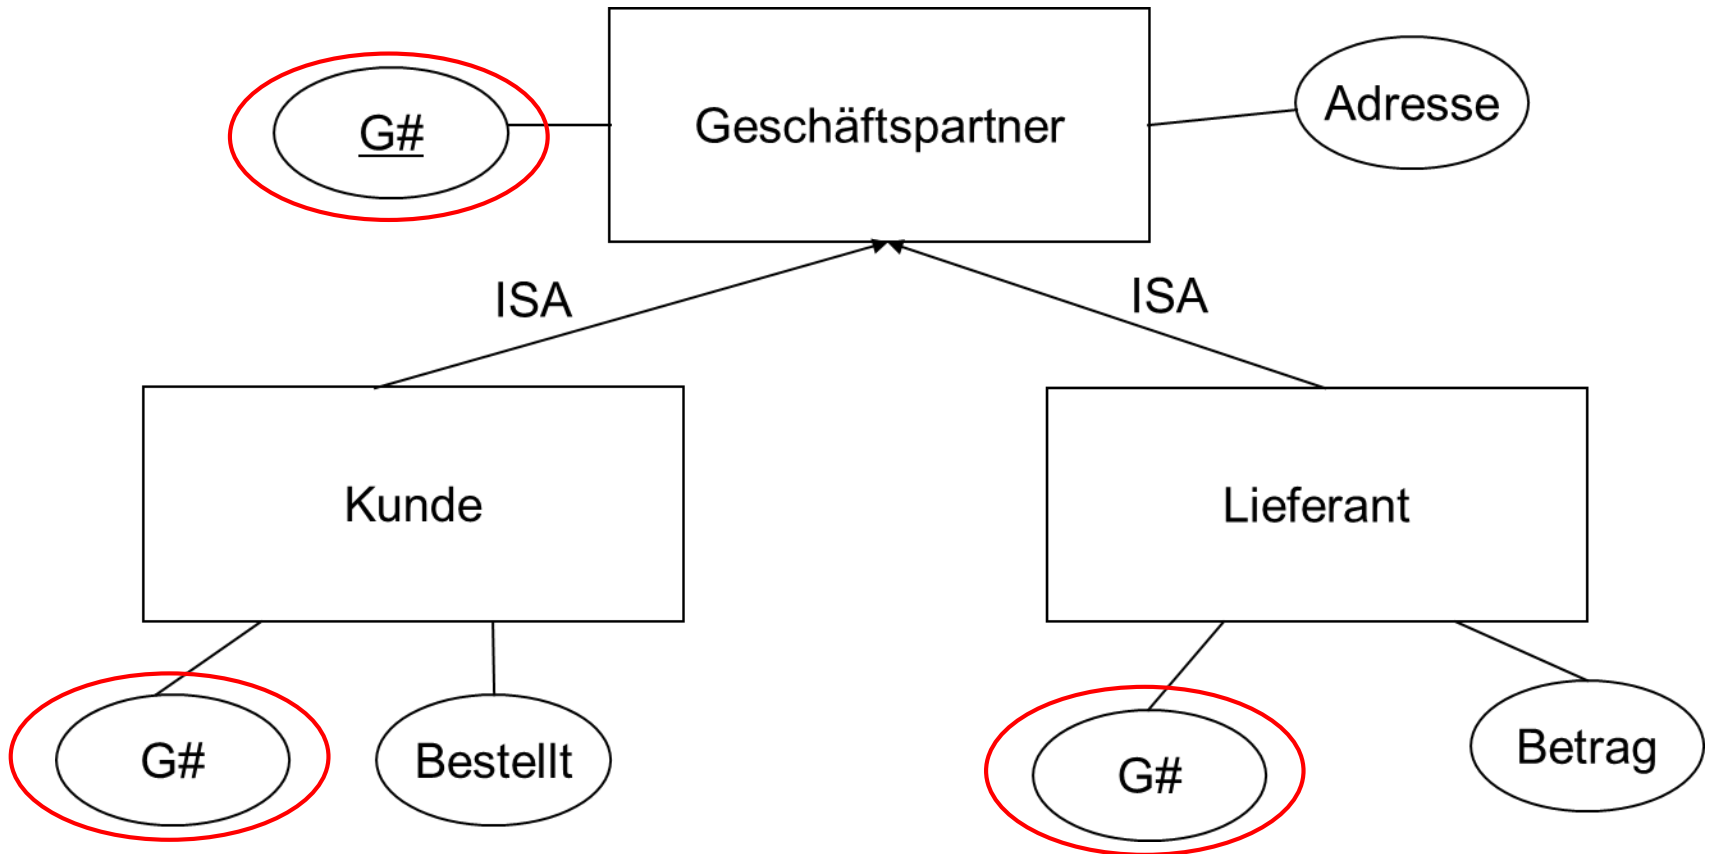 G#
Geschäftspartner
Adresse
ISA
ISA
Kunde
Lieferant
G#
Bestellt
G#
Betrag